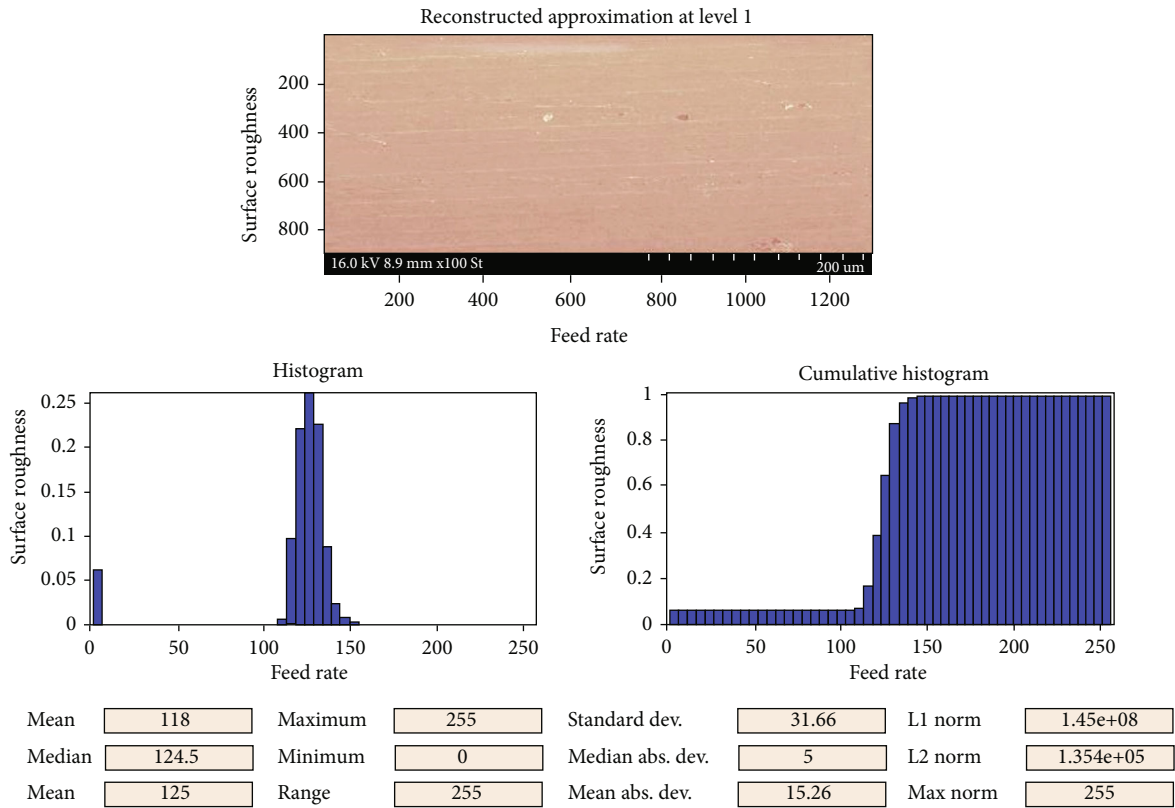 Reconstructed approximation at level 1
Surface roughness
200
400
600
800
16.0 kV 8.9 mm x100 St
200 um
200 400 600 800 1000 1200
Feed rate
Histogram
Surface roughness
0.25
0.2
0.15
0.1
0.05
0
0 50 100 150 200 250
Feed rate
Cumulative histogram
Surface roughness
1
0.8
0.6
0.4
0.2
0
0 50 100 150 200 250
Feed rate
Mean 118 Maximum 255 Standard dev. 31.66 L1 norm 1.45e+08
Median 124.5 Minimum 0 Median abs. dev. 5 L2 norm 1.354e+05
Mean 125 Range 255 Mean abs. dev. 15.26 Max norm 255